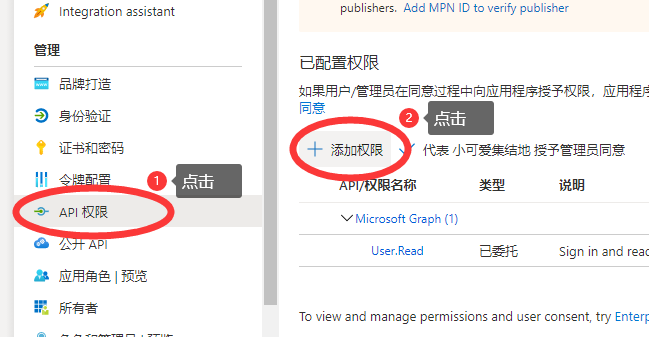 Integration assistant
管理
品牌打造
身份验证
证书和密码
令牌配置
1 点击
API 权限
公开 API
应用角色 | 预览
所有者
publishers. Add MPN ID to verify publisher
已配置权限
如果用户/管理员在同意过程中向应用程序授予权限，应用程序
同意
2 点击
添加权限
代表 小可爱集结地 授予管理员同意
API/权限名称 类型 说明
Microsoft Graph (1)
User.Read 已委托 Sign in and read
To view and manage permissions and user consent, try Enterp